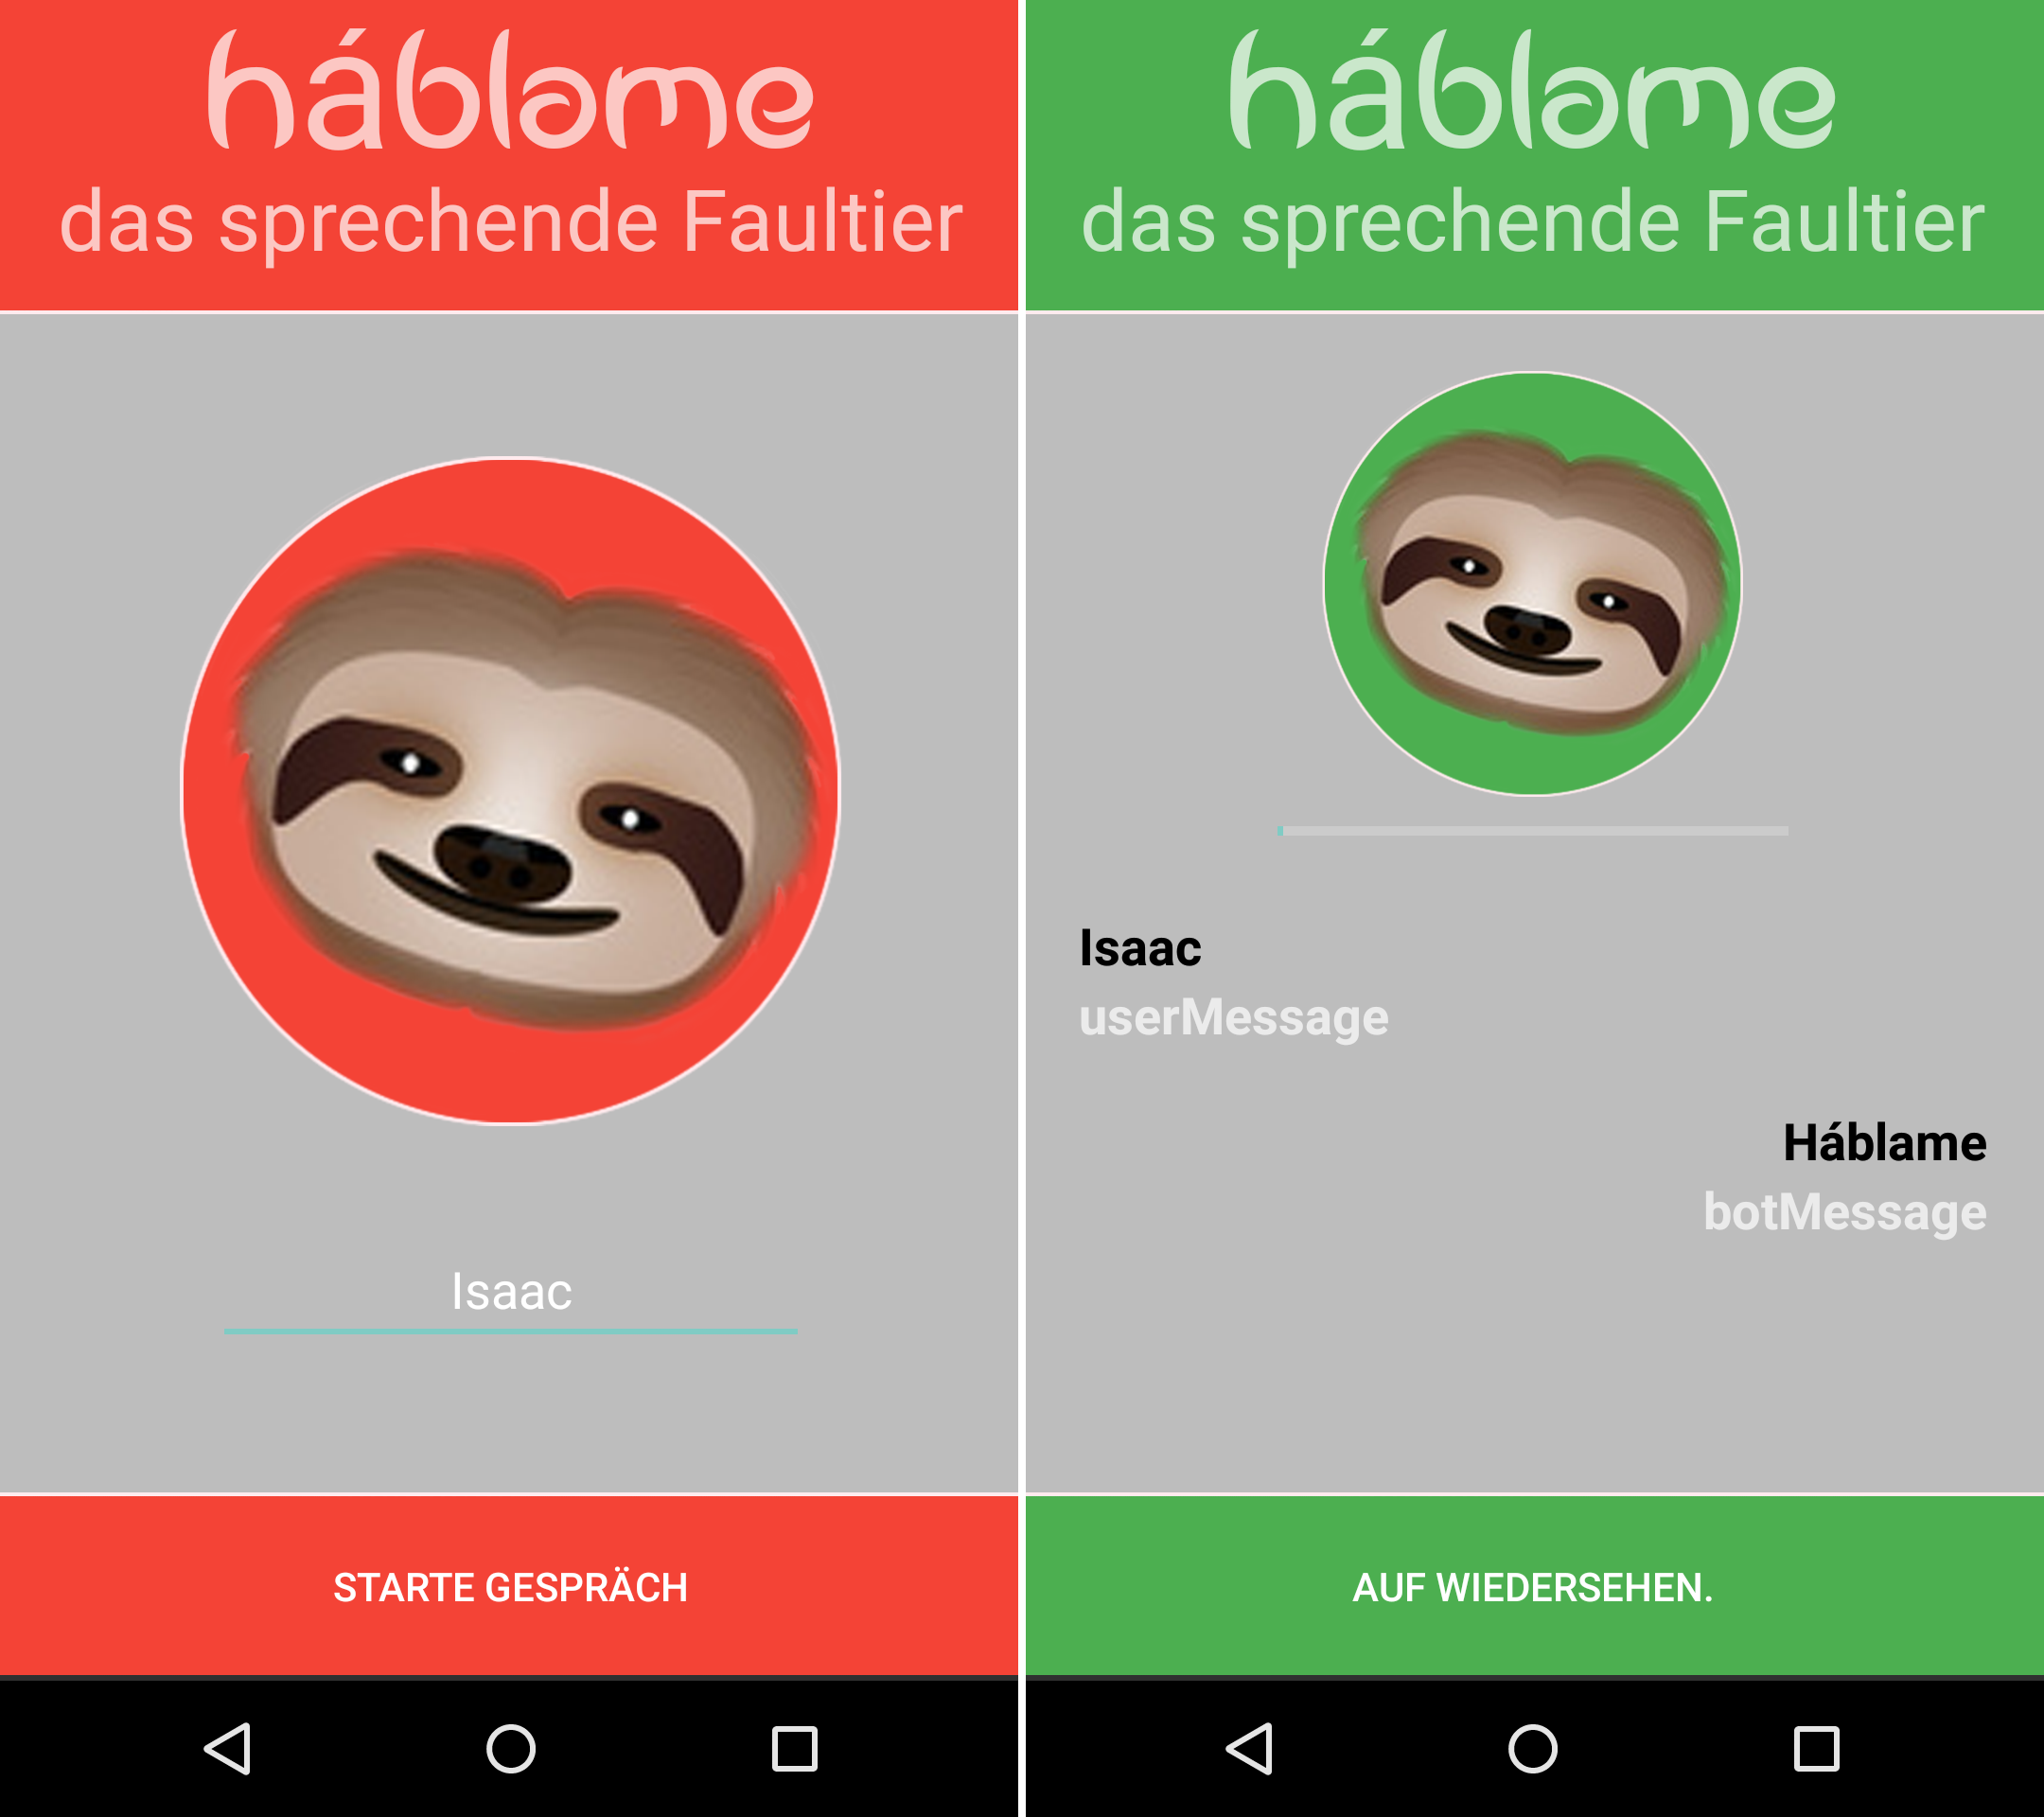 háblame
das sprechende Faultier
Isaac
STARTE GESPRÄCH
háblame
das sprechende Faultier
Isaac
userMessage
Háblame
botMessage
AUF WIEDERSEHEN.